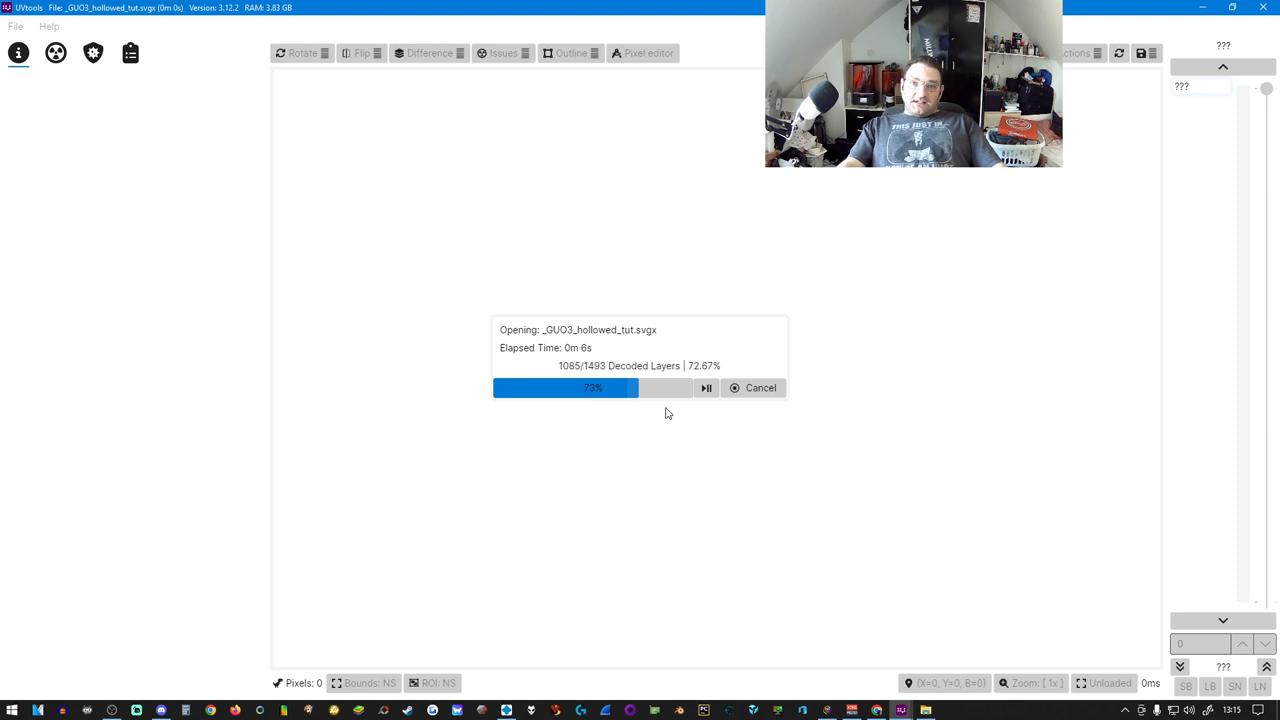 UVtools File: _GUO3_hollowed_tut.svgx (0m 0s) Version: 3.12.2 RAM: 3.83 GB
File Help
Rotate Flip Difference Issues Outline Pixel editor
???
???
THIS JUST IN
Opening: _GUO3_hollowed_tut.svgx
Elapsed Time: 0m 6s
1085/1493 Decoded Layers | 72.67%
73% Cancel
0
???
Pixels: 0 Bounds: NS ROI: NS (X=0, Y=0, B=0) Zoom: [ 1x ] Unloaded 0ms SB LB SN LN
13:15